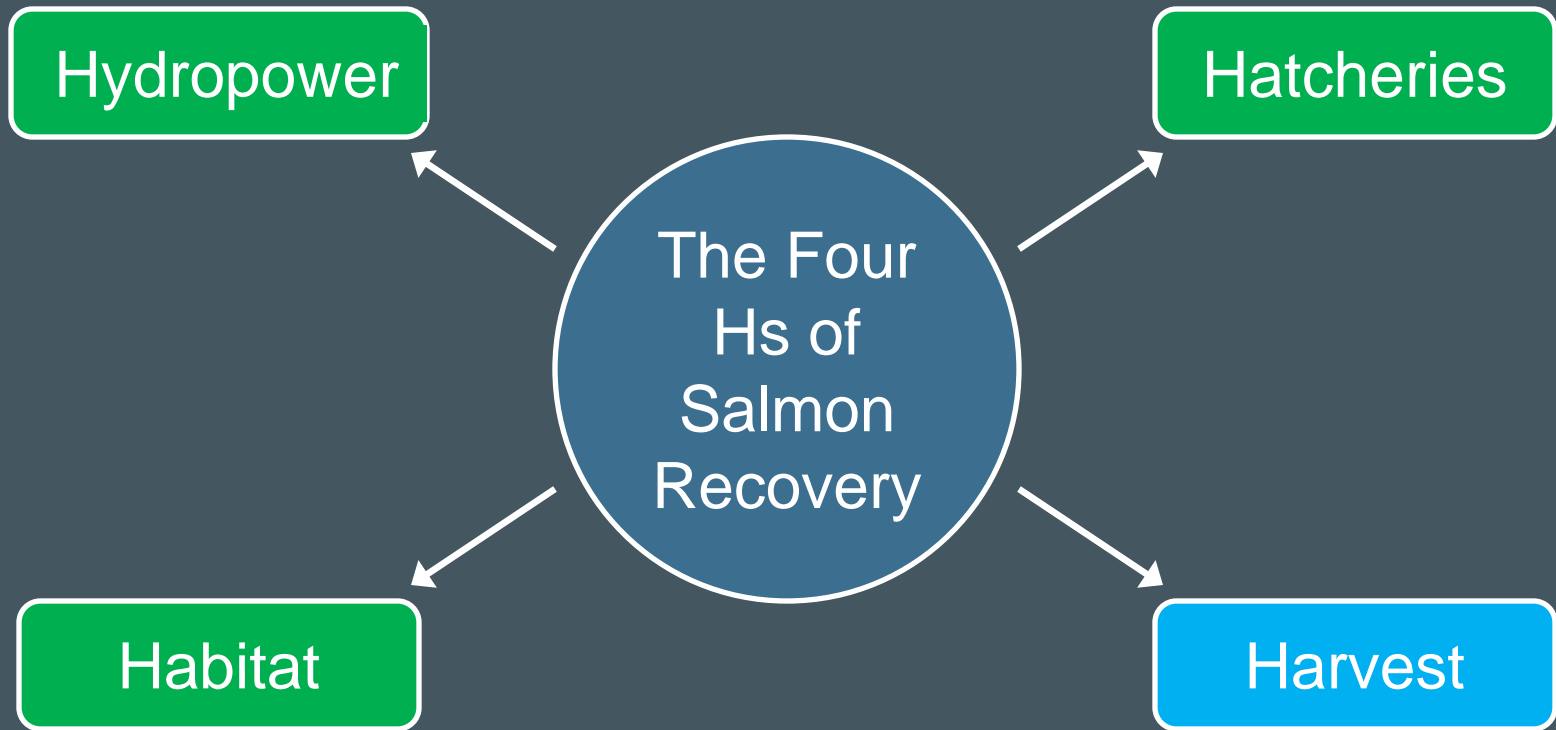 Hydropower
Hatcheries
The Four
Hs of
Salmon
Recovery
Habitat
Harvest